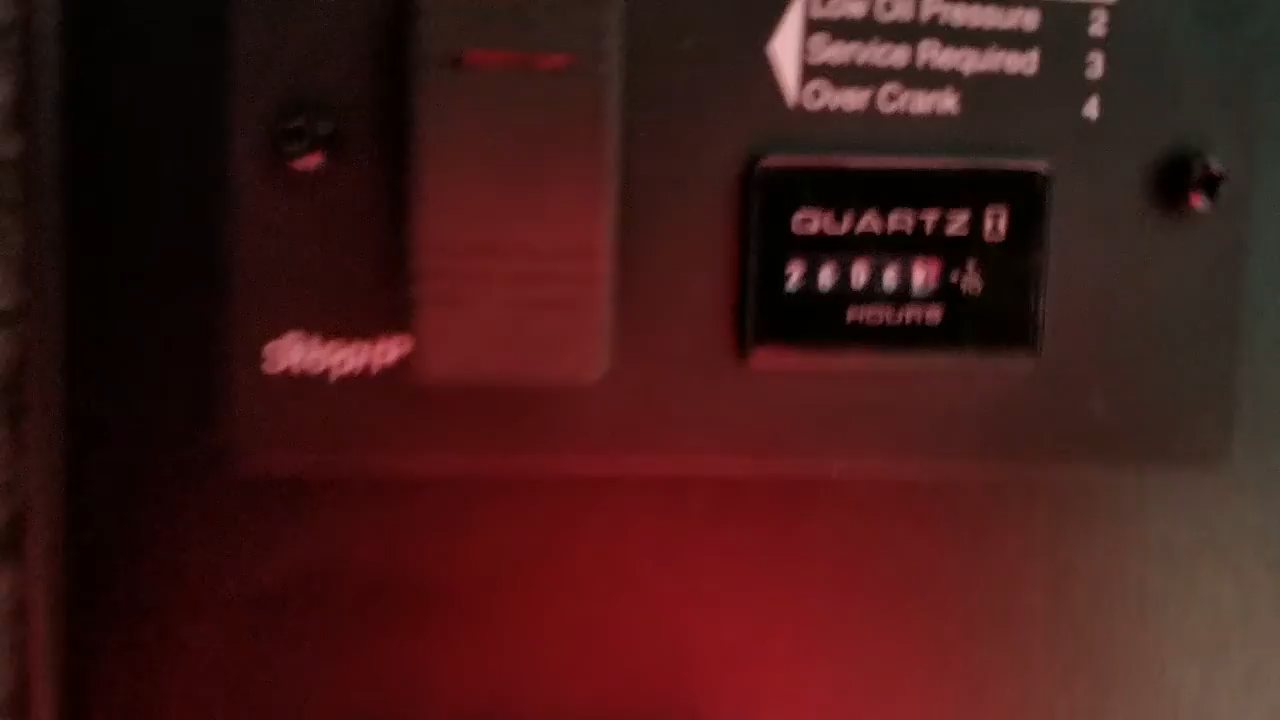 Low Oil Pressure 2
Service Required 3
Over Crank 4
QUARTZ
HOURS
Stop